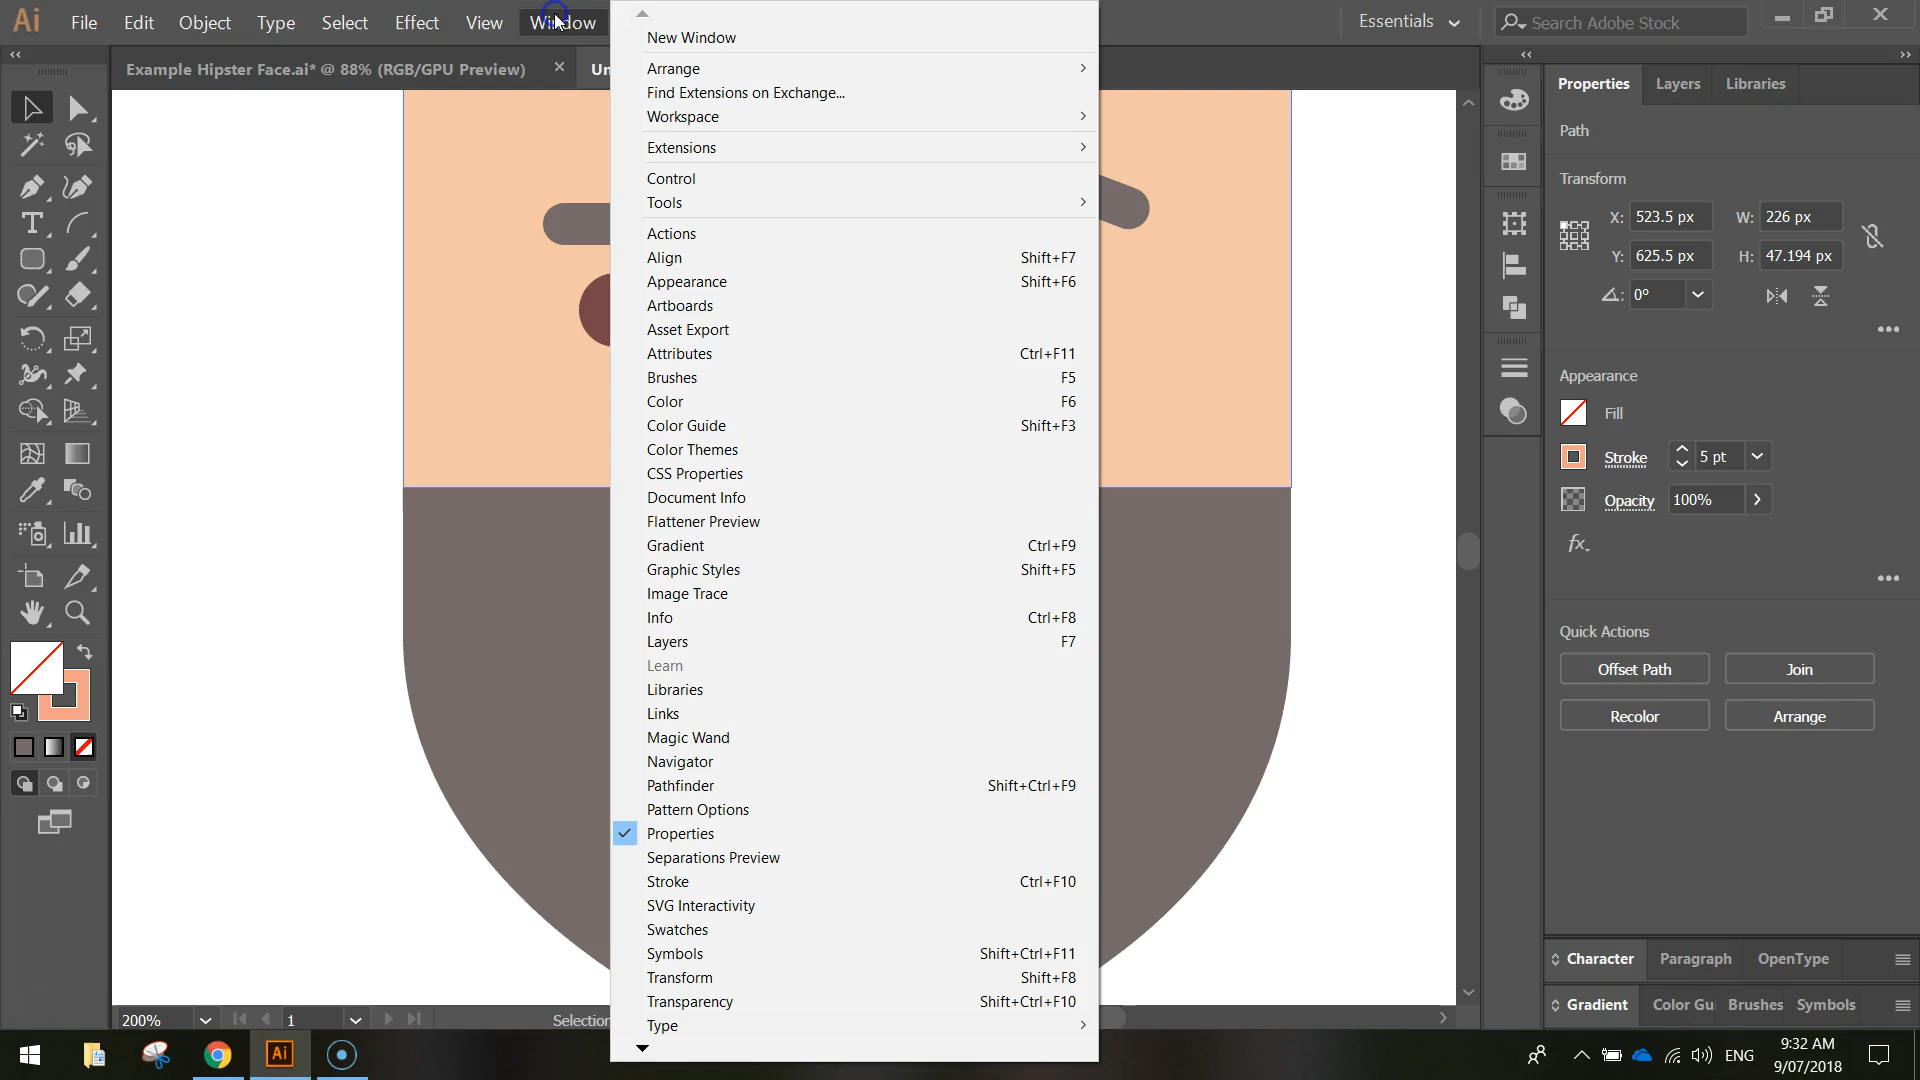 Ai File Edit Object Type Select Effect View Window Essentials Search Adobe Stock
Example Hipster Face.ai* @ 88% (RGB/GPU Preview) Un
New Window
Arrange
Find Extensions on Exchange...
Workspace
Extensions
Control
Tools
Actions
Align Shift+F7
Appearance Shift+F6
Artboards
Asset Export
Attributes Ctrl+F11
Brushes F5
Color F6
Color Guide Shift+F3
Color Themes
CSS Properties
Document Info
Flattener Preview
Gradient Ctrl+F9
Graphic Styles Shift+F5
Image Trace
Info Ctrl+F8
Layers F7
Learn
Libraries
Links
Magic Wand
Navigator
Pathfinder Shift+Ctrl+F9
Pattern Options
Properties
Separations Preview
Stroke Ctrl+F10
SVG Interactivity
Swatches
Symbols Shift+Ctrl+F11
Transform Shift+F8
Transparency Shift+Ctrl+F10
Type
Properties Layers Libraries
Path
Transform
X: 523.5 px W: 226 px
Y: 625.5 px H: 47.194 px
0°
Appearance
Fill
Stroke 5 pt
Opacity 100%
fx.
Quick Actions
Offset Path Join
Recolor Arrange
Character Paragraph OpenType
Gradient Color Gui Brushes Symbols
200% 1 Selection
Ai
ENG
9:32 AM
9/07/2018